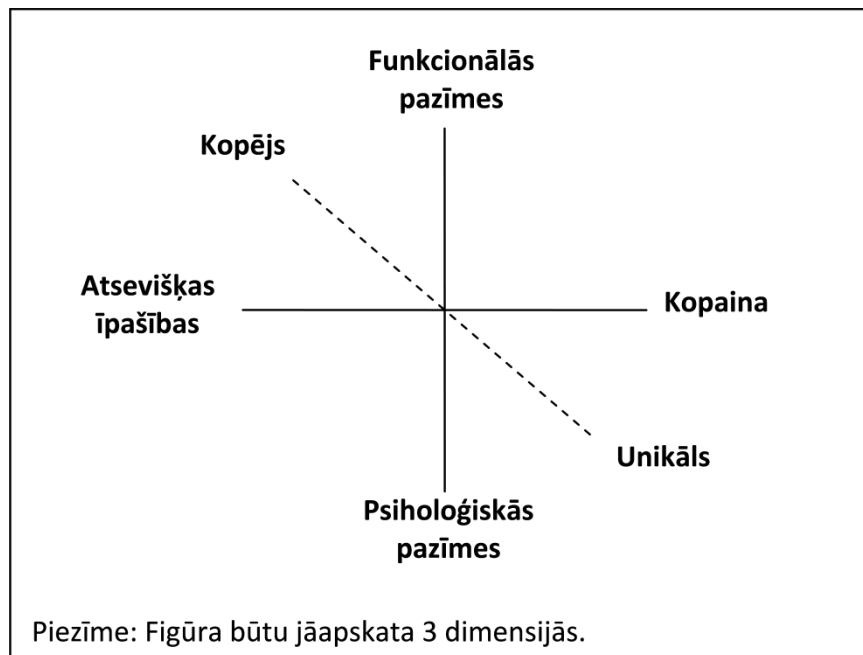 Funkcionālās
pazīmes
Kopējs
Atsevišķas
īpašības
Kopaina
Unikāls
Psiholoģiskās
pazīmes
Piezīme: Figūra būtu jāapskata 3 dimensijās.